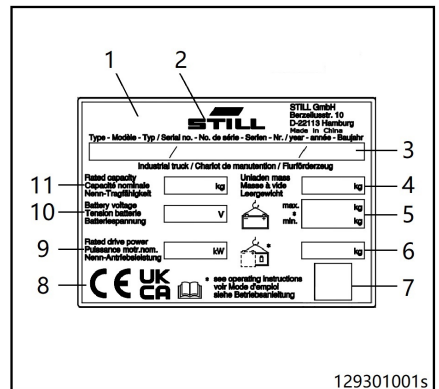 1
2
STILL
STILL GmbH
Berzeliusstr. 10
D-22113 Hamburg
Made in China
Type - Modèle - Typ / Serial no. - No. de série - Serien - Nr. / year - année - Baujahr
/ /
3
Industrial truck / Chariot de manutention / Flurförderzeug
11
Rated capacity
Capacité nominale
Nenn-Tragfähigkeit
kg
Unladen mass
Masse à vide
Leergewicht
kg
4
10
Battery voltage
Tension batterie
Batteriespannung
V
max.
*
min.
kg
kg
5
9
Rated drive power
Puissance motr.nom.
Nenn-Antriebsleistung
kW
*
kg
6
8
CE UK
CA
* see operating instructions
voir Mode d'emploi
siehe Betriebsanleitung
7
129301001s